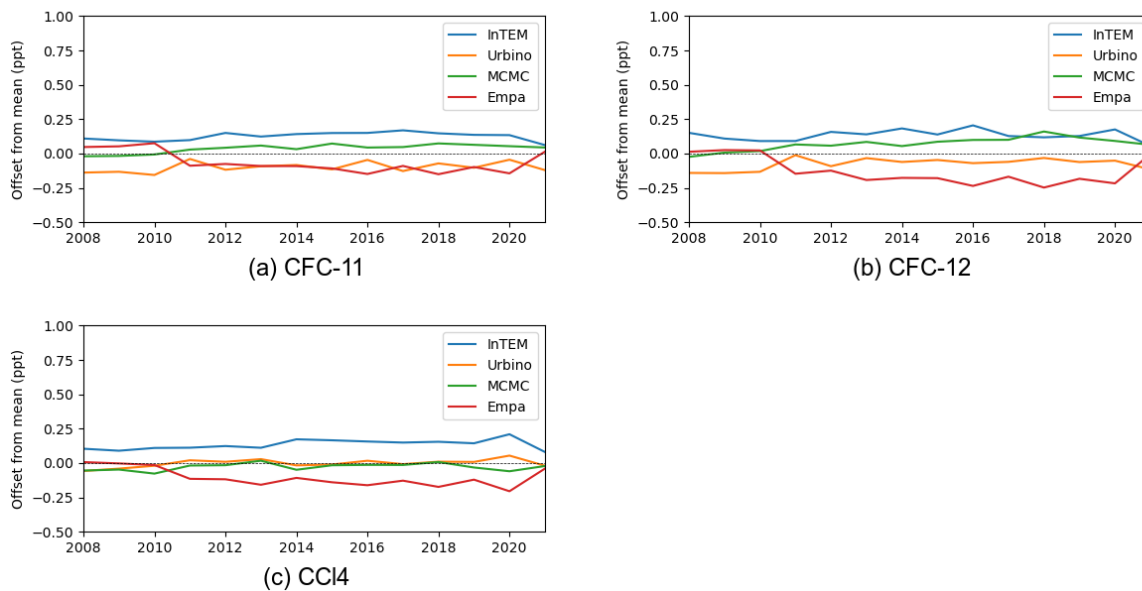 1.00
0.75
0.50
0.25
0.00
−0.25
−0.50
Offset from mean (ppt)
InTEM
Urbino
MCMC
Empa
2008 2010 2012 2014 2016 2018 2020
(a) CFC-11
1.00
0.75
0.50
0.25
0.00
−0.25
−0.50
Offset from mean (ppt)
InTEM
Urbino
MCMC
Empa
2008 2010 2012 2014 2016 2018 2020
(b) CFC-12
1.00
0.75
0.50
0.25
0.00
−0.25
−0.50
Offset from mean (ppt)
InTEM
Urbino
MCMC
Empa
2008 2010 2012 2014 2016 2018 2020
(c) CCl4